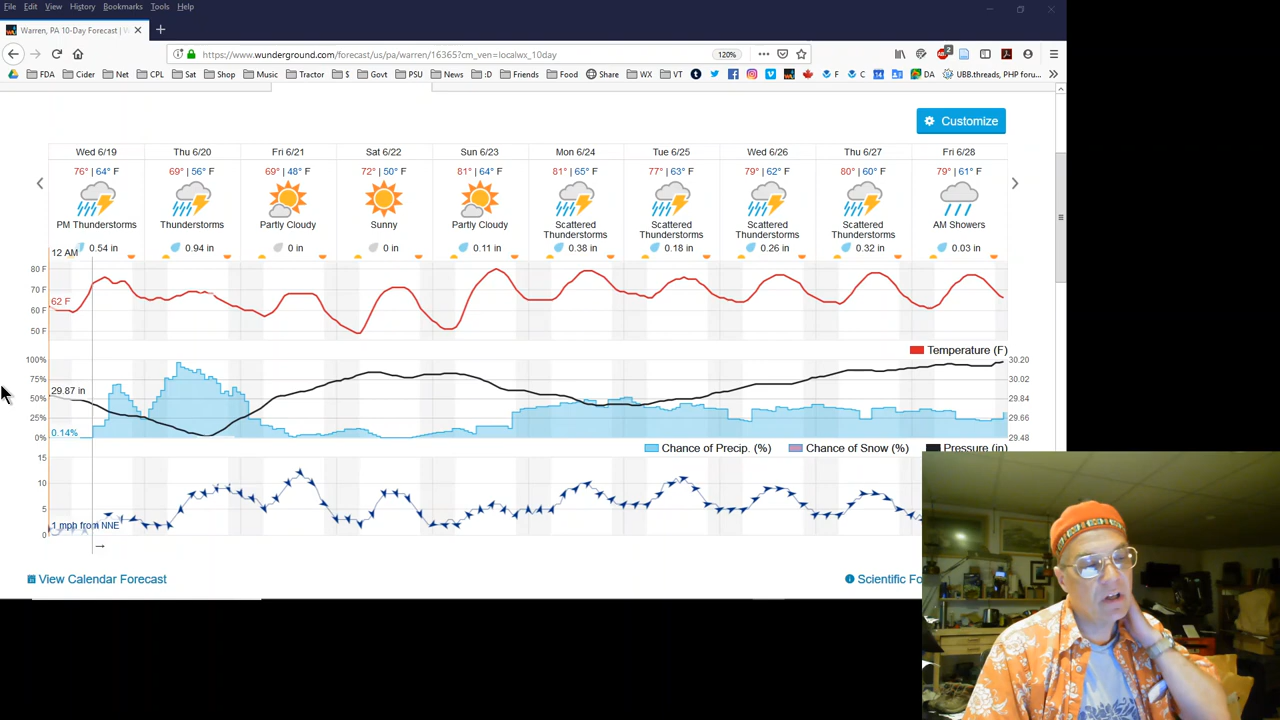 File Edit View History Bookmarks Tools Help
Warren, PA 10-Day Forecast | W
https://www.wunderground.com/forecast/us/pa/warren/16365?cm_ven=localwx_10day 120%
FDA Cider Net CPL Sat Shop Music Tractor $ Govt PSU News :D Friends Food Share WX VT F C 14 DA UBB.threads, PHP foru...
Customize
Wed 6/19 Thu 6/20 Fri 6/21 Sat 6/22 Sun 6/23 Mon 6/24 Tue 6/25 Wed 6/26 Thu 6/27 Fri 6/28
76° | 64° F 69° | 56° F 69° | 48° F 72° | 50° F 81° | 64° F 81° | 65° F 77° | 63° F 79° | 62° F 80° | 60° F 79° | 61° F
PM Thunderstorms Thunderstorms Partly Cloudy Sunny Partly Cloudy Scattered Thunderstorms Scattered Thunderstorms Scattered Thunderstorms Scattered Thunderstorms AM Showers
0.54 in 0.94 in 0 in 0 in 0.11 in 0.38 in 0.18 in 0.26 in 0.32 in 0.03 in
12 AM
80 F
70 F
62 F
60 F
50 F
Temperature (F)
100% 30.20
75% 30.02
29.87 in
50% 29.84
25% 29.66
0.14%
0% 29.48
Chance of Precip. (%) Chance of Snow (%) Pressure (in)
15
10
5
1 mph from NNE
0
View Calendar Forecast Scientific Fo